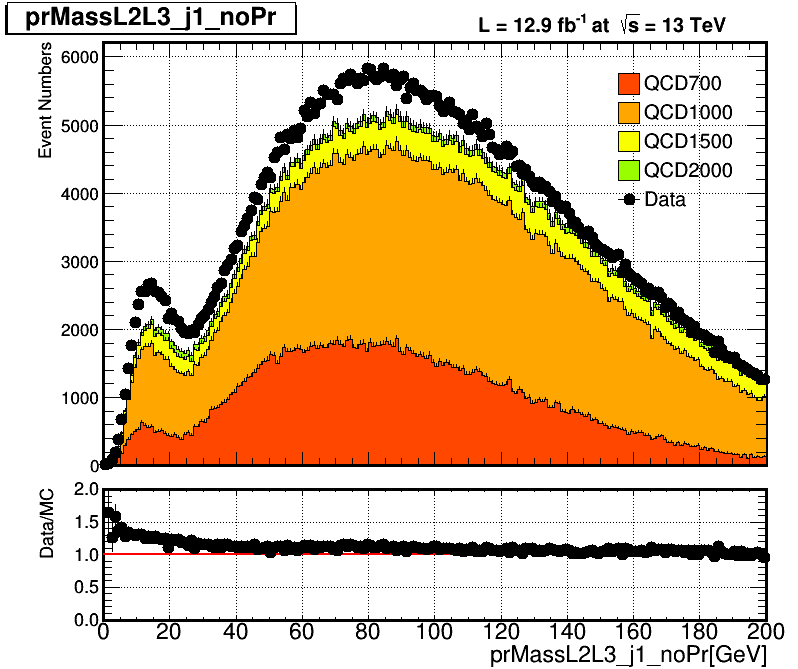 prMassL2L3_j1_noPr
L = 12.9 fb-1 at √s = 13 TeV
Event Numbers
6000
5000
4000
3000
2000
1000
0
QCD700
QCD1000
QCD1500
QCD2000
Data
Data/MC
2.0
1.5
1.0
0.5
0.0
0 20 40 60 80 100 120 140 160 180 200
prMassL2L3_j1_noPr[GeV]